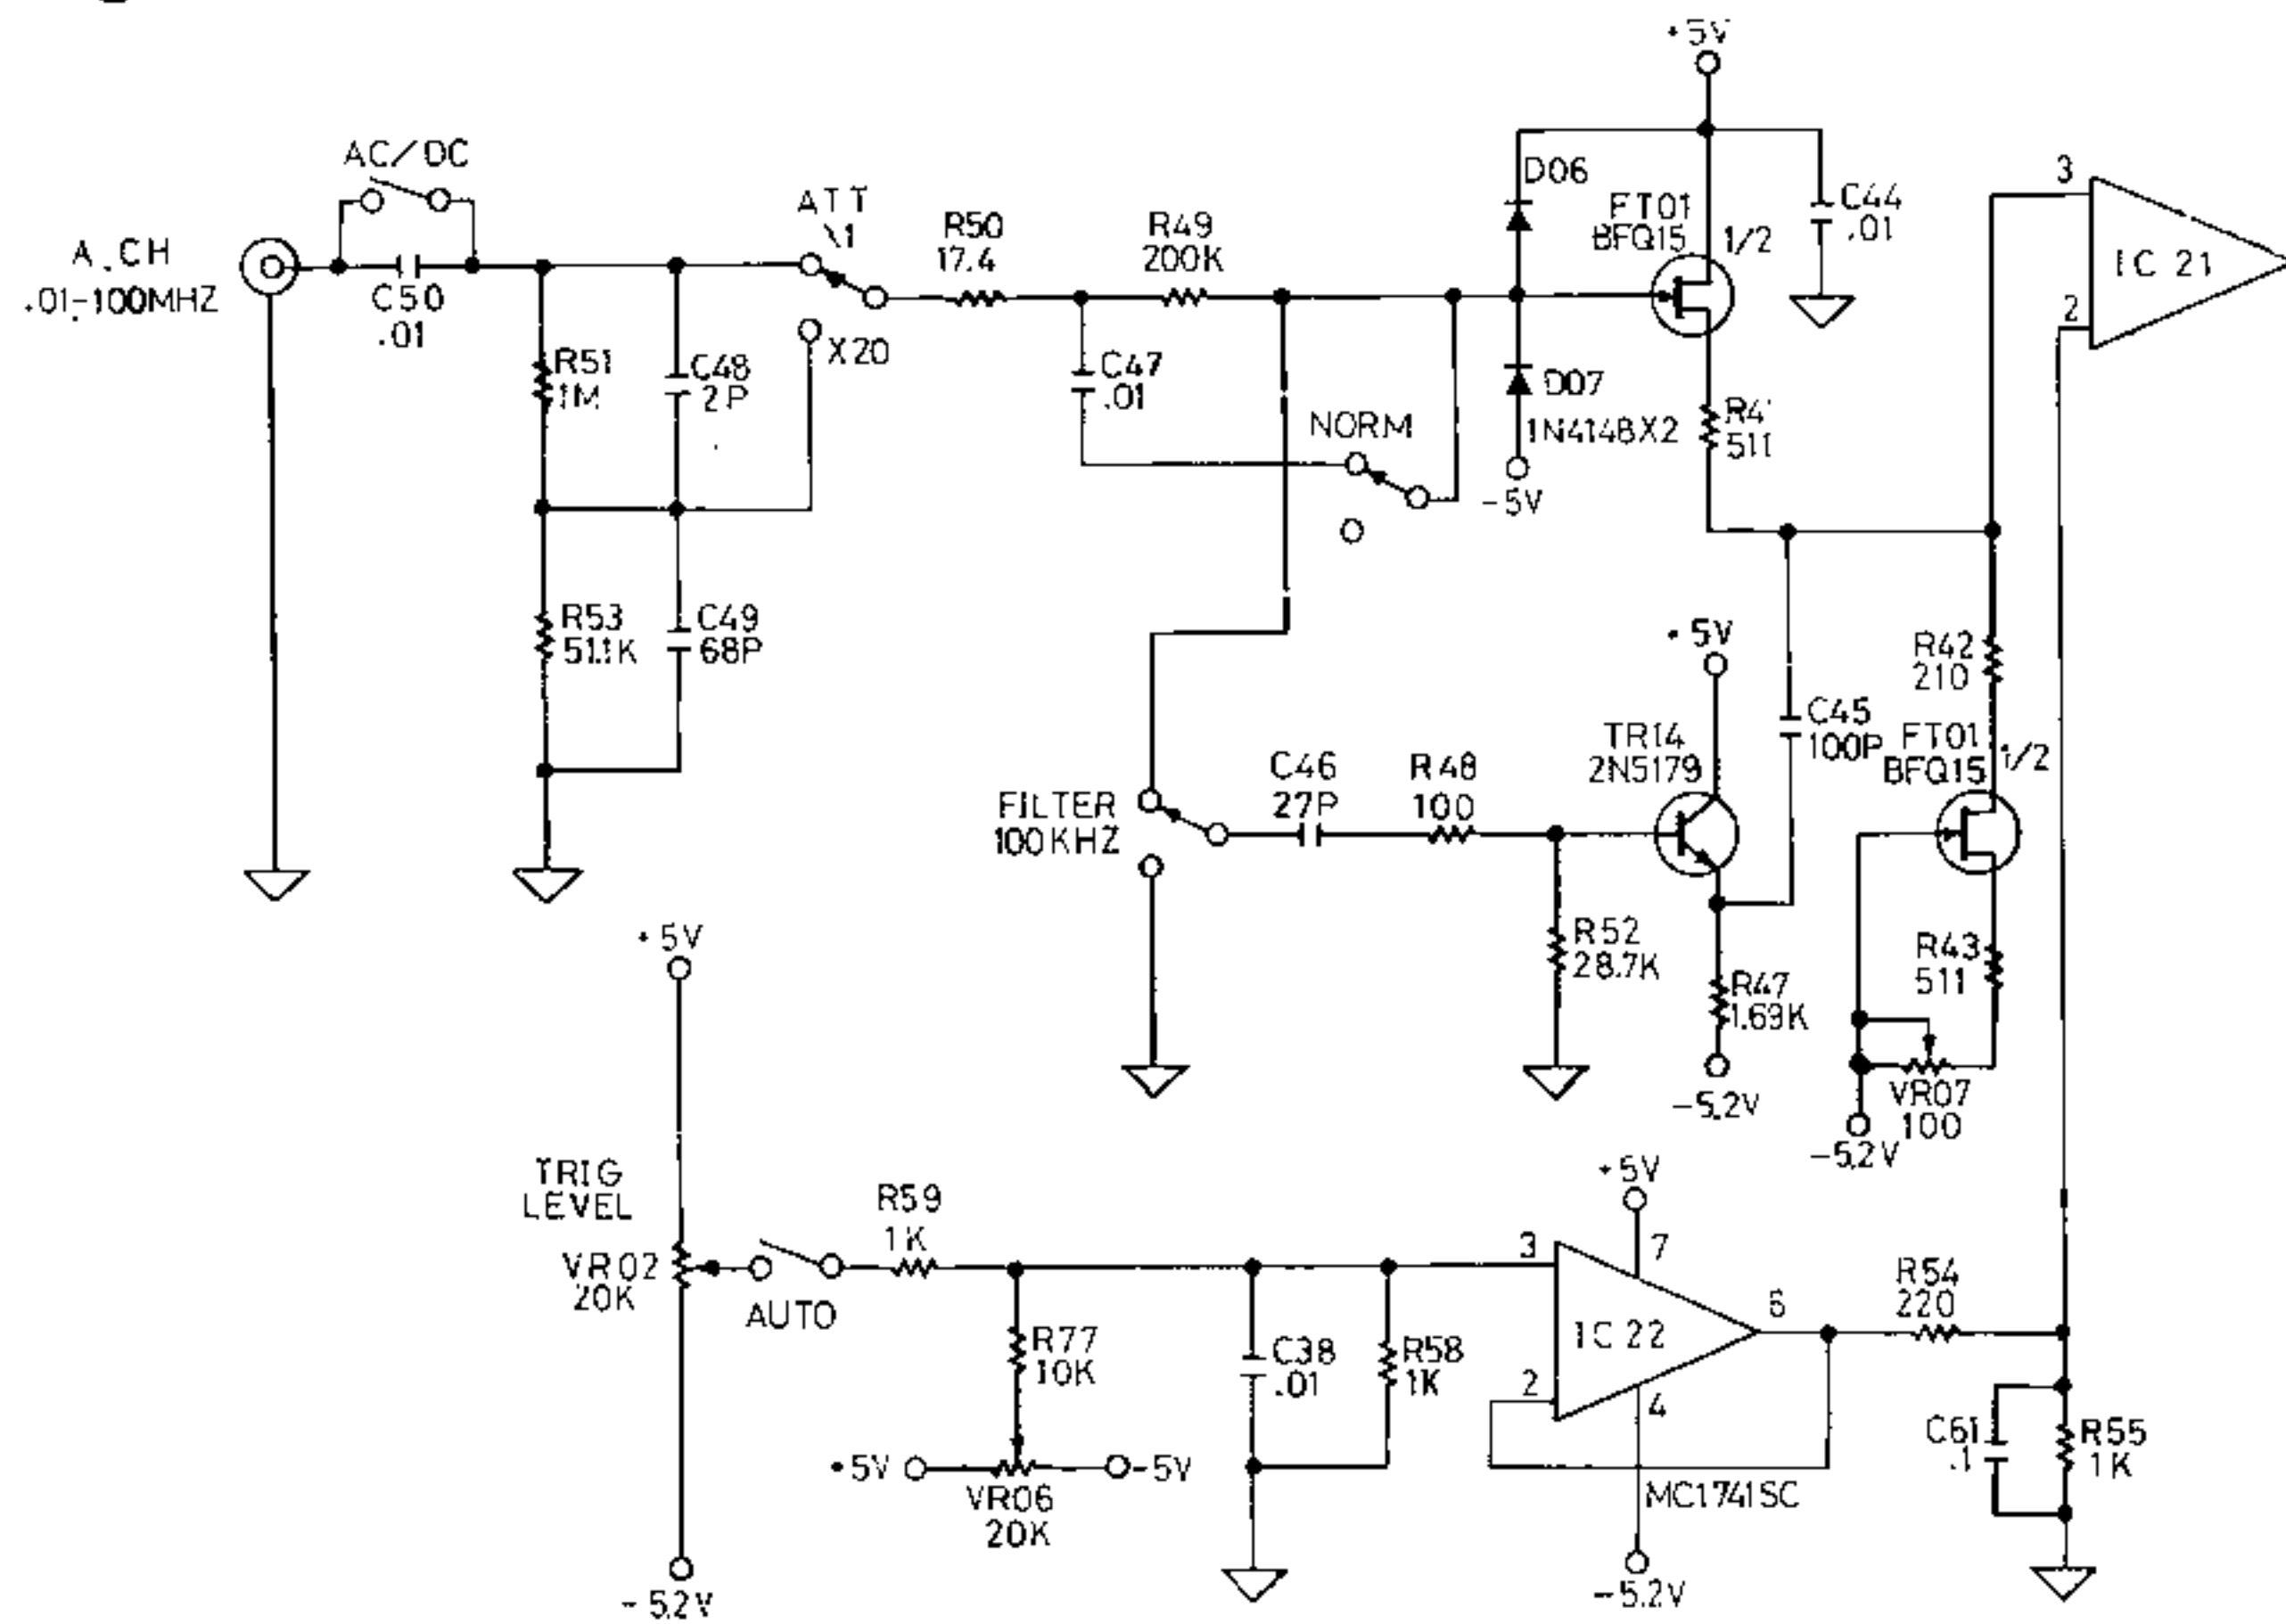 +5V
AC/DC
A.CH
.01-100MHZ
C50
.01
ATT
X1
X20
R50
17.4
R49
200K
D06
FT01
BFQ15
1/2
C44
.01
3
2
IC 21
R51
1M
C48
2P
C47
.01
NORM
D07
1N4148X2
-5V
511
R53
51.1K
C49
68P
+5V
R42
210
C45
100P
FT01
BFQ15
1/2
TR14
2N5179
C46
27P
R48
100
FILTER
100KHZ
R52
28.7K
R47
1.69K
-5.2V
R43
511
VR07
100
-5.2V
+5V
TRIG
LEVEL
VR02
20K
AUTO
R59
1K
R77
10K
C38
.01
R58
1K
+5V
7
3
2
IC 22
6
4
R54
220
+5V
-5V
VR06
20K
MC1741SC
C61
.1
R55
1K
-5.2V
-5.2V